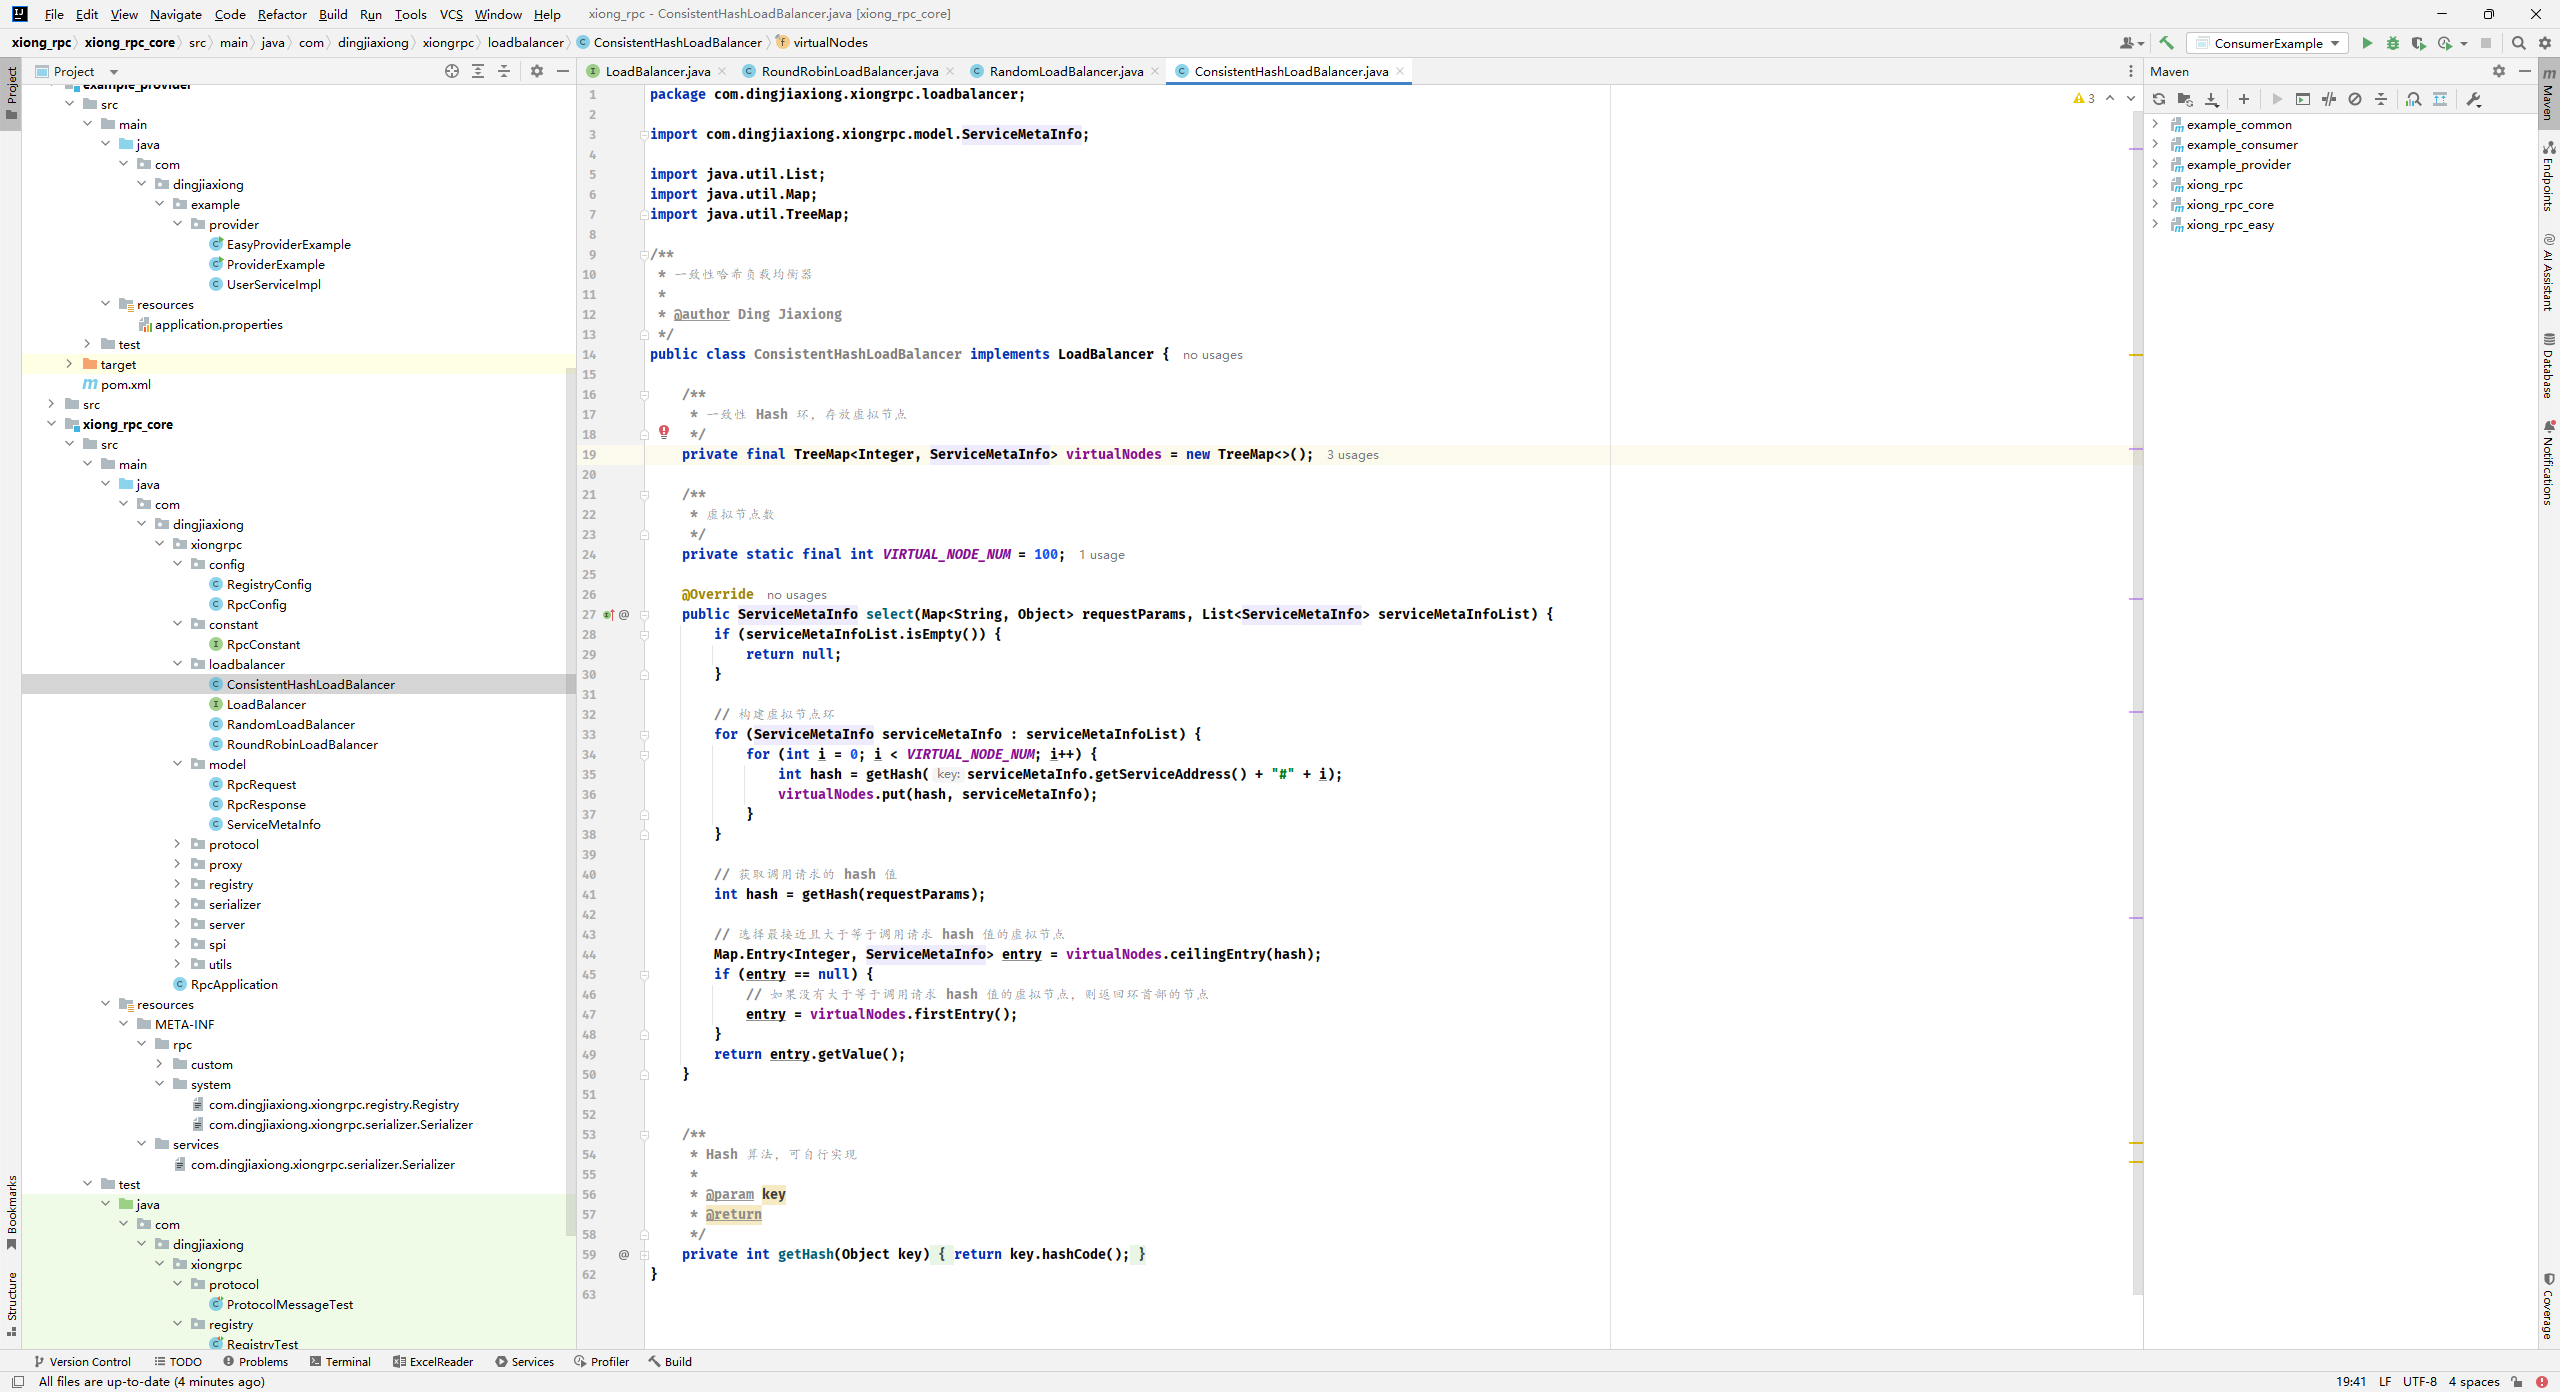 File Edit View Navigate Code Refactor Build Run Tools VCS Window Help xiong_rpc - ConsistentHashLoadBalancer.java [xiong_rpc_core]
xiong_rpc xiong_rpc_core src main java com dingjiaxiong xiongrpc loadbalancer ConsistentHashLoadBalancer virtualNodes ConsumerExample
Project
Project
LoadBalancer.java RoundRobinLoadBalancer.java RandomLoadBalancer.java ConsistentHashLoadBalancer.java
Maven
example_provider
src
main
java
com
dingjiaxiong
example
provider
EasyProviderExample
ProviderExample
UserServiceImpl
resources
application.properties
test
target
pom.xml
src
xiong_rpc_core
src
main
java
com
dingjiaxiong
xiongrpc
config
RegistryConfig
RpcConfig
constant
RpcConstant
loadbalancer
ConsistentHashLoadBalancer
LoadBalancer
RandomLoadBalancer
RoundRobinLoadBalancer
model
RpcRequest
RpcResponse
ServiceMetaInfo
protocol
proxy
registry
serializer
server
spi
utils
RpcApplication
resources
META-INF
rpc
custom
system
com.dingjiaxiong.xiongrpc.registry.Registry
com.dingjiaxiong.xiongrpc.serializer.Serializer
services
com.dingjiaxiong.xiongrpc.serializer.Serializer
test
java
com
dingjiaxiong
xiongrpc
protocol
ProtocolMessageTest
registry
RegistryTest
1 package com.dingjiaxiong.xiongrpc.loadbalancer;
2
3 import com.dingjiaxiong.xiongrpc.model.ServiceMetaInfo;
4
5 import java.util.List;
6 import java.util.Map;
7 import java.util.TreeMap;
8
9 /**
10 * 一致性哈希负载均衡器
11 *
12 * @author Ding Jiaxiong
13 */
14 public class ConsistentHashLoadBalancer implements LoadBalancer { no usages
15
16 /**
17 * 一致性 Hash 环，存放虚拟节点
18 */
19 private final TreeMap<Integer, ServiceMetaInfo> virtualNodes = new TreeMap<>(); 3 usages
20
21 /**
22 * 虚拟节点数
23 */
24 private static final int VIRTUAL_NODE_NUM = 100; 1 usage
25
26 @Override no usages
27 public ServiceMetaInfo select(Map<String, Object> requestParams, List<ServiceMetaInfo> serviceMetaInfoList) {
28 if (serviceMetaInfoList.isEmpty()) {
29 return null;
30 }
31
32 // 构建虚拟节点环
33 for (ServiceMetaInfo serviceMetaInfo : serviceMetaInfoList) {
34 for (int i = 0; i < VIRTUAL_NODE_NUM; i++) {
35 int hash = getHash( key: serviceMetaInfo.getServiceAddress() + "#" + i);
36 virtualNodes.put(hash, serviceMetaInfo);
37 }
38 }
39
40 // 获取调用请求的 hash 值
41 int hash = getHash(requestParams);
42
43 // 选择最接近且大于等于调用请求 hash 值的虚拟节点
44 Map.Entry<Integer, ServiceMetaInfo> entry = virtualNodes.ceilingEntry(hash);
45 if (entry == null) {
46 // 如果没有大于等于调用请求 hash 值的虚拟节点，则返回环首部的节点
47 entry = virtualNodes.firstEntry();
48 }
49 return entry.getValue();
50 }
51
52
53 /**
54 * Hash 算法，可自行实现
55 *
56 * @param key
57 * @return
58 */
59 private int getHash(Object key) { return key.hashCode(); }
62 }
63
3
example_common
example_consumer
example_provider
xiong_rpc
xiong_rpc_core
xiong_rpc_easy
Maven
Endpoints
AI Assistant
Database
Notifications
Coverage
Bookmarks
Structure
Version Control TODO Problems Terminal ExcelReader Services Profiler Build
All files are up-to-date (4 minutes ago) 19:41 LF UTF-8 4 spaces